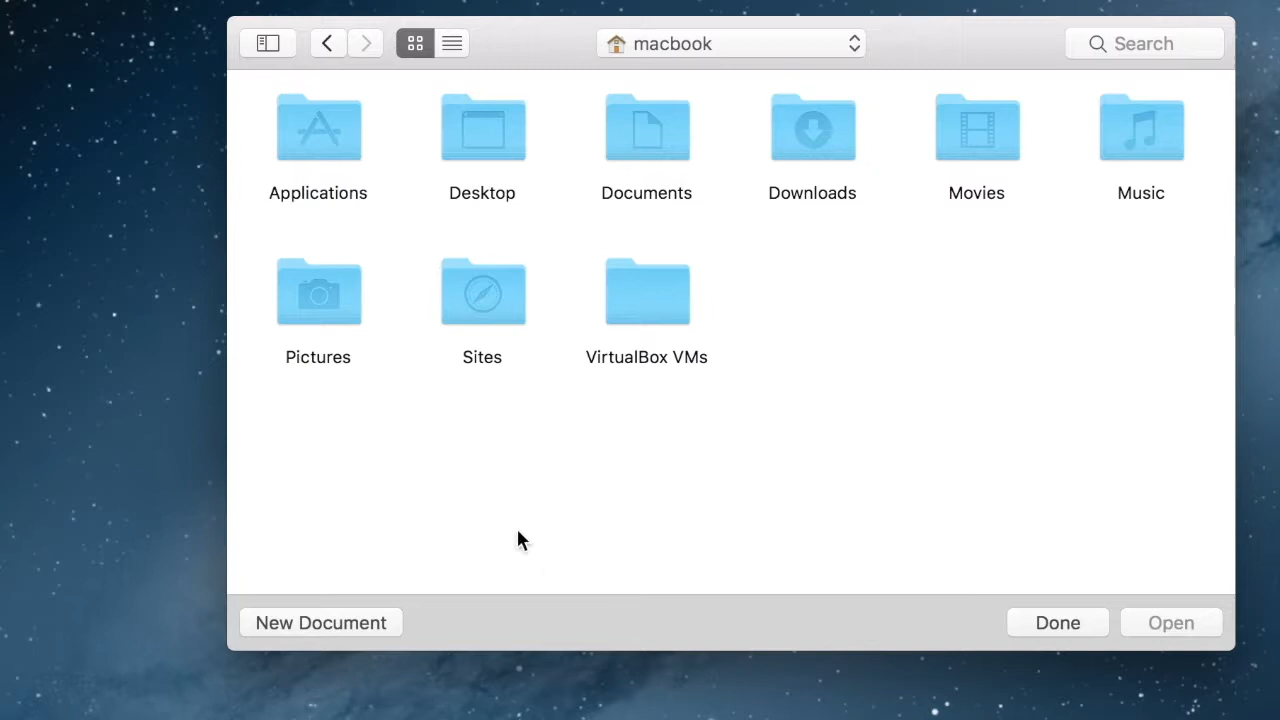 macbook
Search
Applications
Desktop
Documents
Downloads
Movies
Music
Pictures
Sites
VirtualBox VMs
New Document
Done
Open